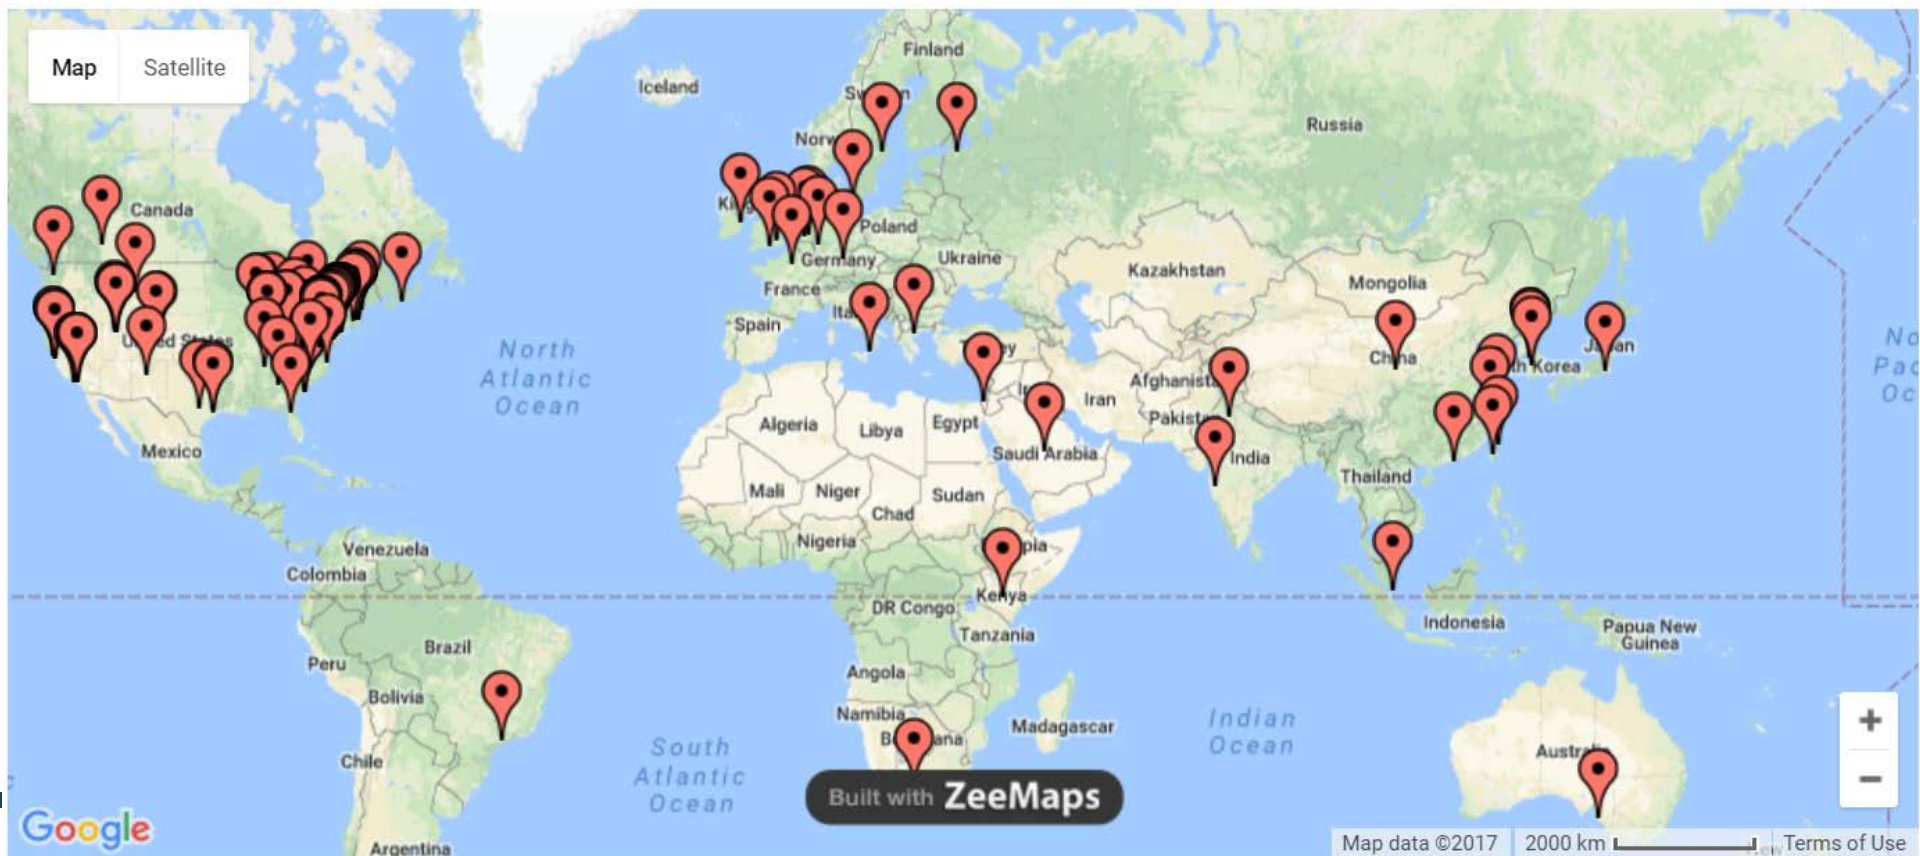 Map
Satellite
Finland
Iceland
Russia
Canada
Poland
Ukraine
Germany
Kazakhstan
Mongolia
France
Spain
North
Atlantic
Ocean
China
Iran
Algeria
Libya
Egypt
Mexico
Saudi Arabia
India
Thailand
Mali
Niger
Sudan
Chad
Nigeria
Venezuela
Colombia
Kenya
DR Congo
Indonesia
Papua New
Guinea
Tanzania
Brazil
Peru
Angola
Bolivia
Namibia
Madagascar
Indian
Ocean
South
Atlantic
Ocean
Chile
Argentina
Built with ZeeMaps
Google
Map data ©2017
2000 km
Terms of Use